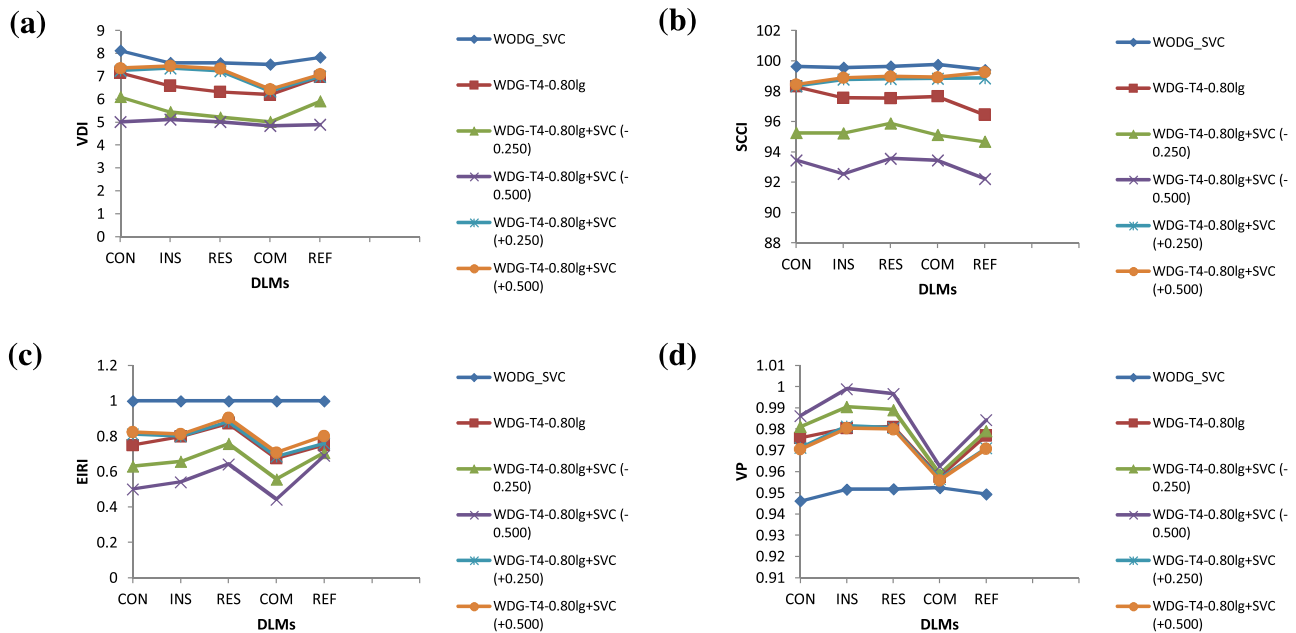 (a)
9
8
7
6
5
4
3
2
1
0
VDI
CON INS RES COM REF
DLMs
WODG_SVC
WDG-T4-0.80lg
WDG-T4-0.80lg+SVC (-
0.250)
WDG-T4-0.80lg+SVC (-
0.500)
WDG-T4-0.80lg+SVC
(+0.250)
WDG-T4-0.80lg+SVC
(+0.500)
(b)
102
100
98
96
94
92
90
88
SCCI
CON INS RES COM REF
DLMs
WODG_SVC
WDG-T4-0.80lg
WDG-T4-0.80lg+SVC (-
0.250)
WDG-T4-0.80lg+SVC (-
0.500)
WDG-T4-0.80lg+SVC
(+0.250)
WDG-T4-0.80lg+SVC
(+0.500)
(c)
1.2
1
0.8
0.6
0.4
0.2
0
EIRI
CON INS RES COM REF
DLMs
WODG_SVC
WDG-T4-0.80lg
WDG-T4-0.80lg+SVC (-
0.250)
WDG-T4-0.80lg+SVC (-
0.500)
WDG-T4-0.80lg+SVC
(+0.250)
WDG-T4-0.80lg+SVC
(+0.500)
(d)
1.01
1
0.99
0.98
0.97
0.96
0.95
0.94
0.93
0.92
0.91
VP
CON INS RES COM REF
DLMs
WODG_SVC
WDG-T4-0.80lg
WDG-T4-0.80lg+SVC (-
0.250)
WDG-T4-0.80lg+SVC (-
0.500)
WDG-T4-0.80lg+SVC
(+0.250)
WDG-T4-0.80lg+SVC
(+0.500)